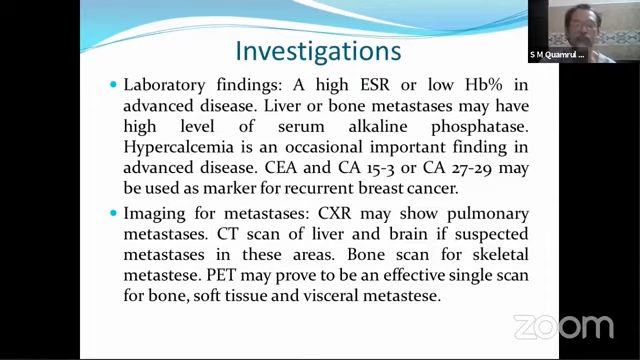 Investigations
• Laboratory findings: A high ESR or low Hb% in
advanced disease. Liver or bone metastases may have
high level of serum alkaline phosphatase.
Hypercalcemia is an occasional important finding in
advanced disease. CEA and CA 15-3 or CA 27-29 may
be used as marker for recurrent breast cancer.
• Imaging for metastases: CXR may show pulmonary
metastases. CT scan of liver and brain if suspected
metastases in these areas. Bone scan for skeletal
metastese. PET may prove to be an effective single scan
for bone, soft tissue and visceral metastese.
S M Quamrul ...
zoom